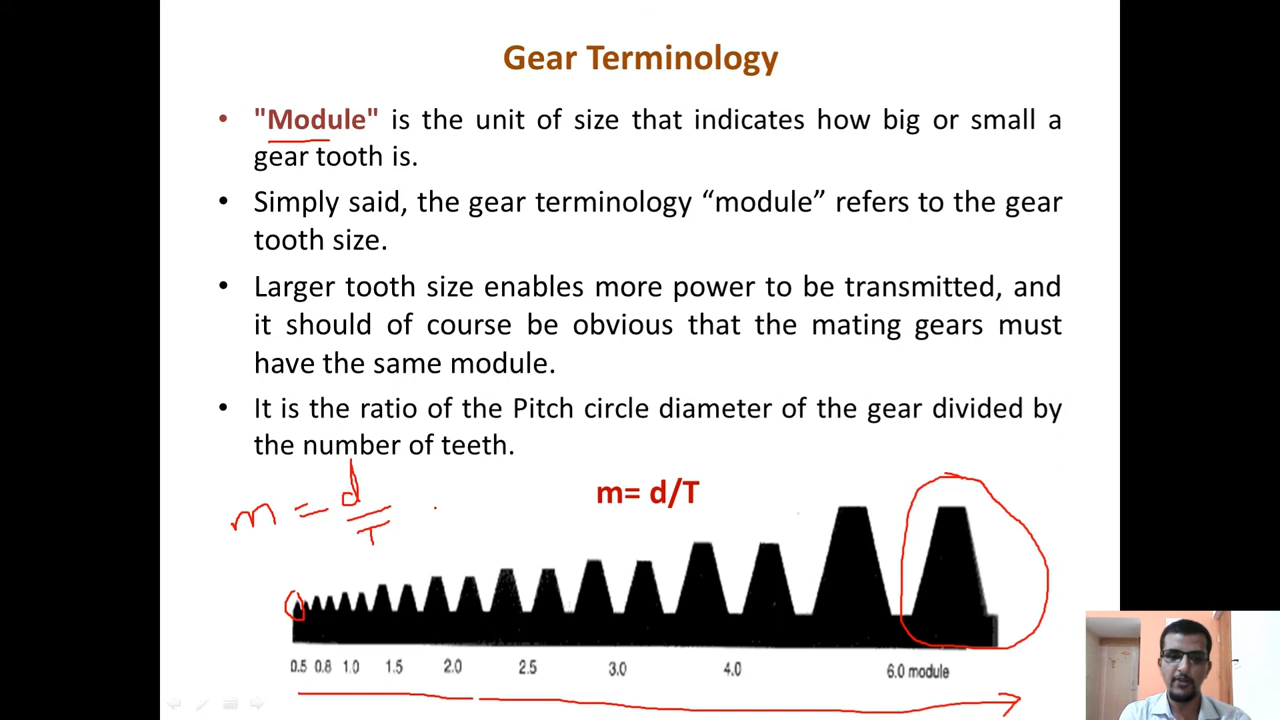 Gear Terminology
• "Module" is the unit of size that indicates how big or small a
gear tooth is.
• Simply said, the gear terminology “module” refers to the gear
tooth size.
• Larger tooth size enables more power to be transmitted, and
it should of course be obvious that the mating gears must
have the same module.
• It is the ratio of the Pitch circle diameter of the gear divided by
the number of teeth.
m = d/T
m= d/T
0.5 0.8 1.0 1.5 2.0 2.5 3.0 4.0 6.0 module